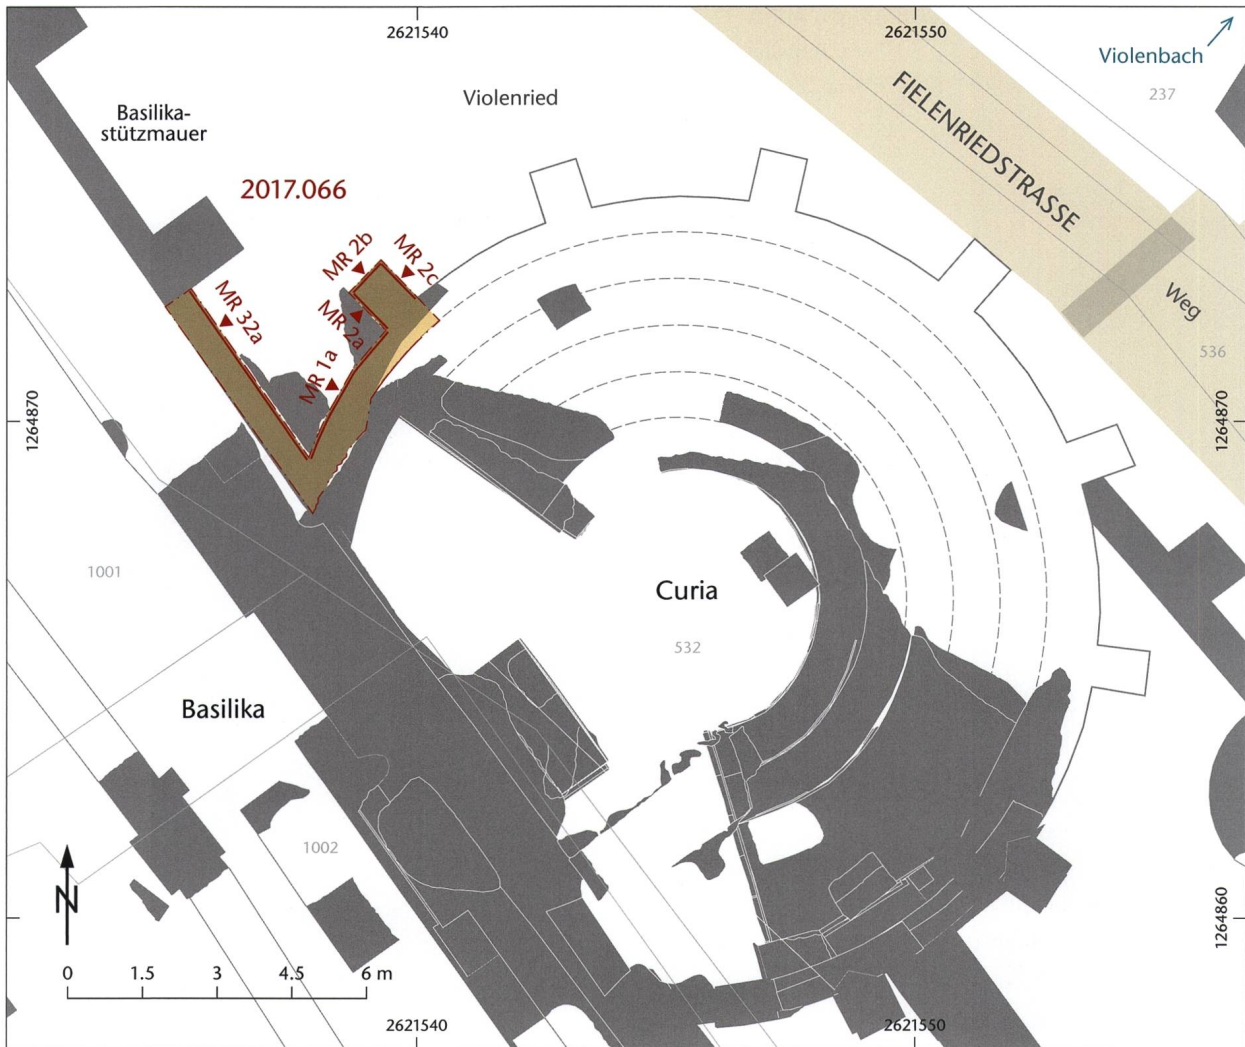 2621540
2621550
Violenbach
237
Violenried
FIELENRIEDSTRASSE
Basilika-
stützmauer
2017.066
MR 2b
MR 2c
MR 32a
MR 2a
MR 1a
Weg
536
1264870
1264870
1001
Curia
532
Basilika
1002
N
0 1.5 3 4.5 6 m
1264860
2621540
2621550